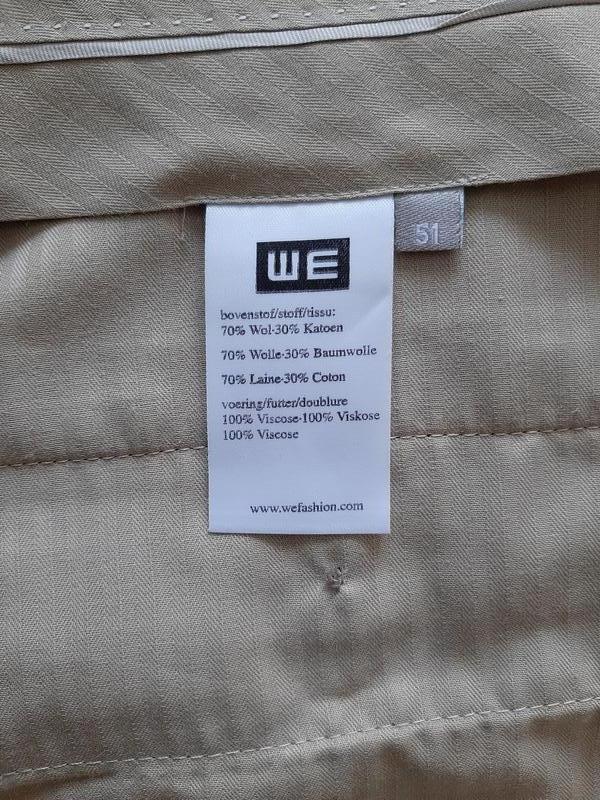 51
WE
bovenstof/stoff/tissu:
70% Wol-30% Katoen
70% Wolle-30% Baumwolle
70% Laine-30% Coton
voering/futter/doublure
100% Viscose-100% Viskose
100% Viscose
www.wefashion.com